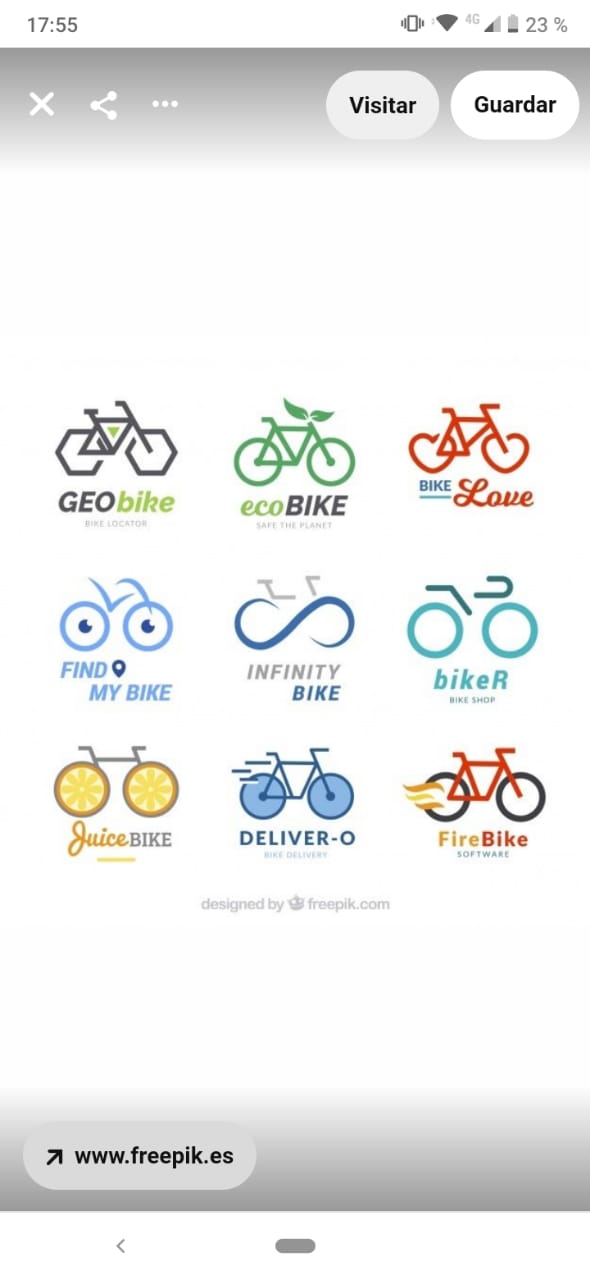 17:55
4G
23 %
Visitar
Guardar
GEObike
BIKE LOCATOR
ecoBIKE
SAFE THE PLANET
BIKE Love
FIND
MY BIKE
INFINITY
BIKE
bikeR
BIKE SHOP
JuiceBIKE
DELIVER-O
BIKE DELIVERY
FireBike
SOFTWARE
designed by freepik.com
www.freepik.es